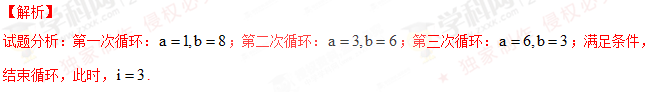 【解析】
试题分析：第一次循环：a=1,b=8；第二次循环：a=3,b=6；第三次循环：a=6,b=3；满足条件，
结束循环，此时，i=3.